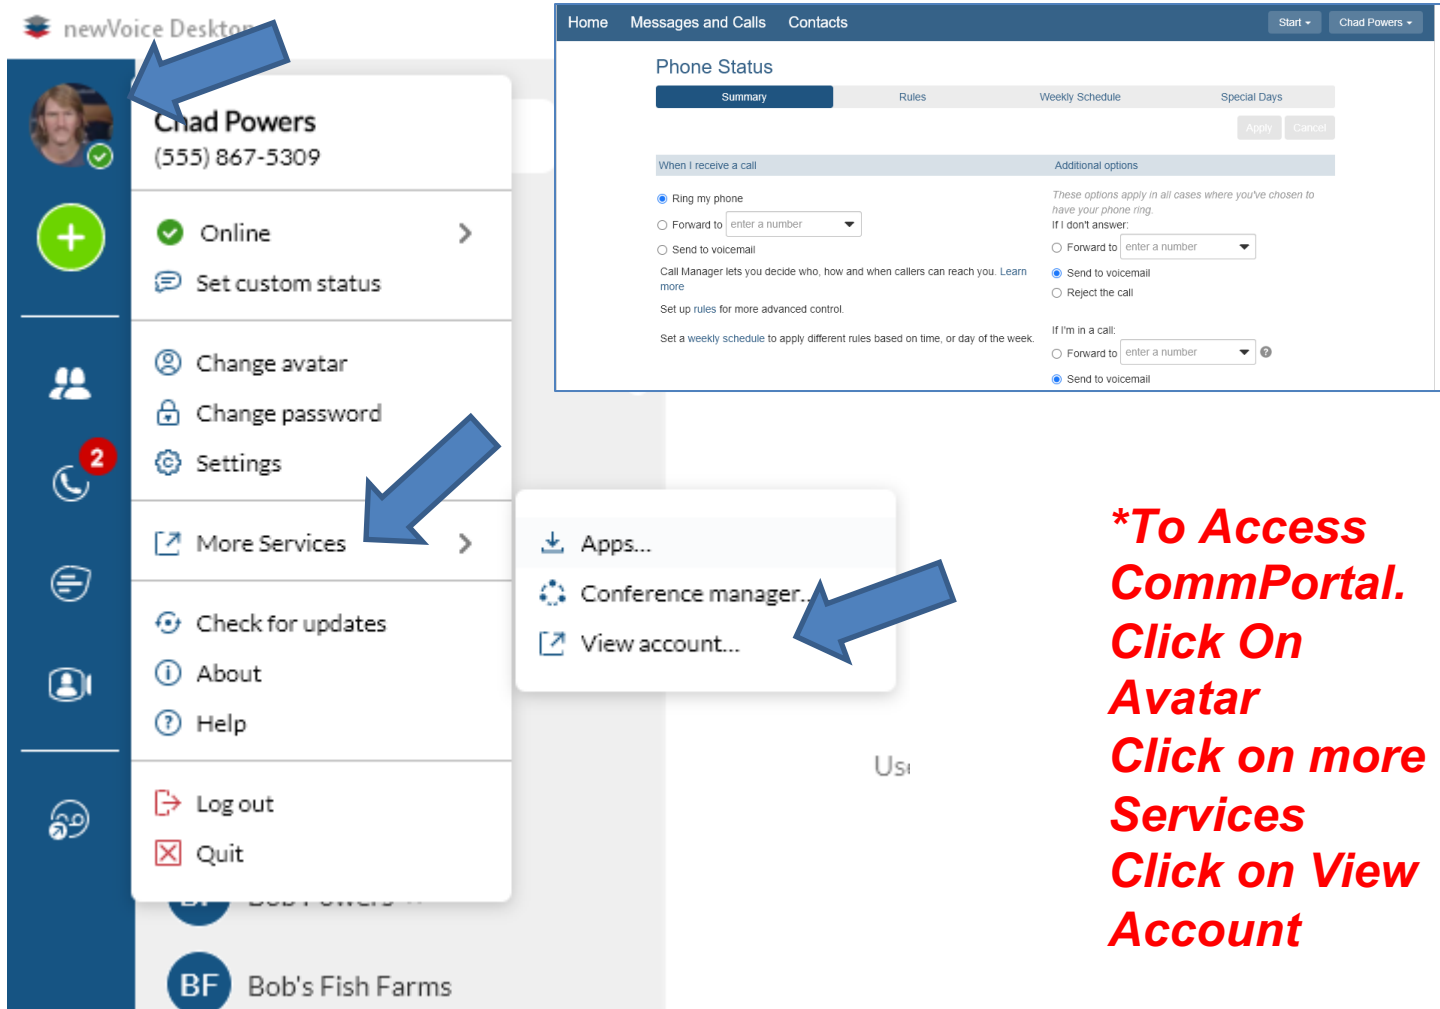 newVoice Desktop
Chad Powers
(555) 867-5309
Online
Set custom status
Change avatar
Change password
Settings
2
More Services
Check for updates
About
Help
Log out
Quit
BF Bob's Fish Farms
Apps...
Conference manager...
View account...
Home Messages and Calls Contacts Start Chad Powers
Phone Status
Summary Rules Weekly Schedule Special Days
Apply Cancel
When I receive a call
Ring my phone
Forward to enter a number
Send to voicemail
Call Manager lets you decide who, how and when callers can reach you. Learn
more
Set up rules for more advanced control.
Set a weekly schedule to apply different rules based on time, or day of the week.
Additional options
These options apply in all cases where you've chosen to
have your phone ring.
If I don't answer:
Forward to enter a number
Send to voicemail
Reject the call
If I'm in a call:
Forward to enter a number ?
Send to voicemail
*To Access
CommPortal.
Click On
Avatar
Click on more
Services
Click on View
Account